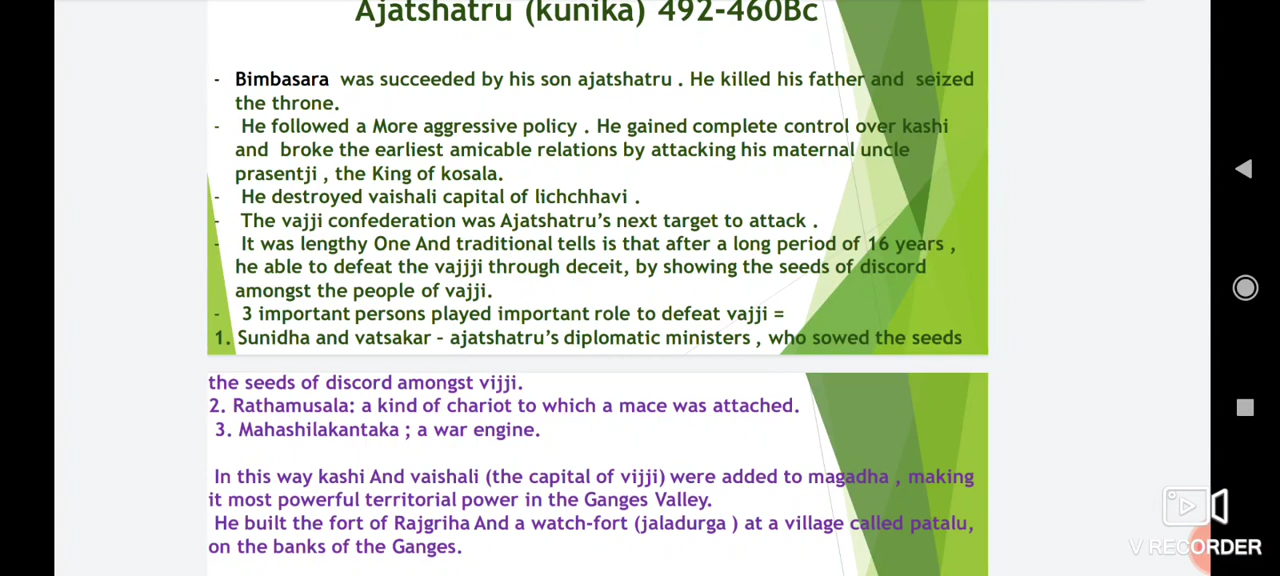 Ajatshatru (kunika) 492-460Bc
- Bimbasara was succeeded by his son ajatshatru . He killed his father and seized
the throne.
- He followed a More aggressive policy . He gained complete control over kashi
and broke the earliest amicable relations by attacking his maternal uncle
prasentji , the King of kosala.
- He destroyed vaishali capital of lichchhavi .
- The vajji confederation was Ajatshatru's next target to attack .
- It was lengthy One And traditional tells is that after a long period of 16 years ,
he able to defeat the vajjji through deceit, by showing the seeds of discord
amongst the people of vajji.
- 3 important persons played important role to defeat vajji =
1. Sunidha and vatsakar – ajatshatru's diplomatic ministers , who sowed the seeds
the seeds of discord amongst vijji.
2. Rathamusala: a kind of chariot to which a mace was attached.
3. Mahashilakantaka ; a war engine.
In this way kashi And vaishali (the capital of vijji) were added to magadha , making
it most powerful territorial power in the Ganges Valley.
He built the fort of Rajgriha And a watch-fort (jaladurga ) at a village called patalu,
on the banks of the Ganges.
V RECORDER